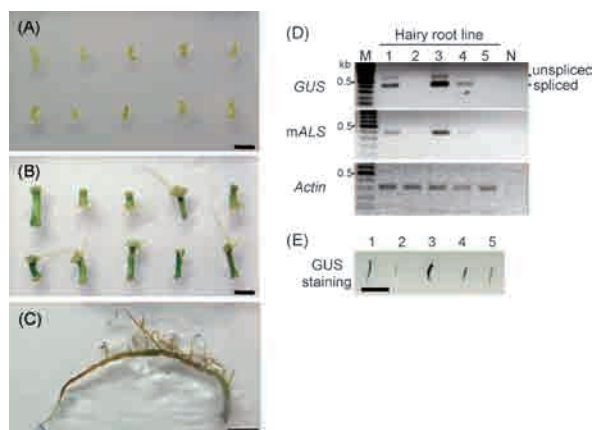 (A)
(B)
(C)
(D)
Hairy root line
kb M 1 2 3 4 5 N
unspliced
GUS 0.5 spliced
mALS 0.5
Actin 0.5
(E)
1 2 3 4 5
GUS
staining